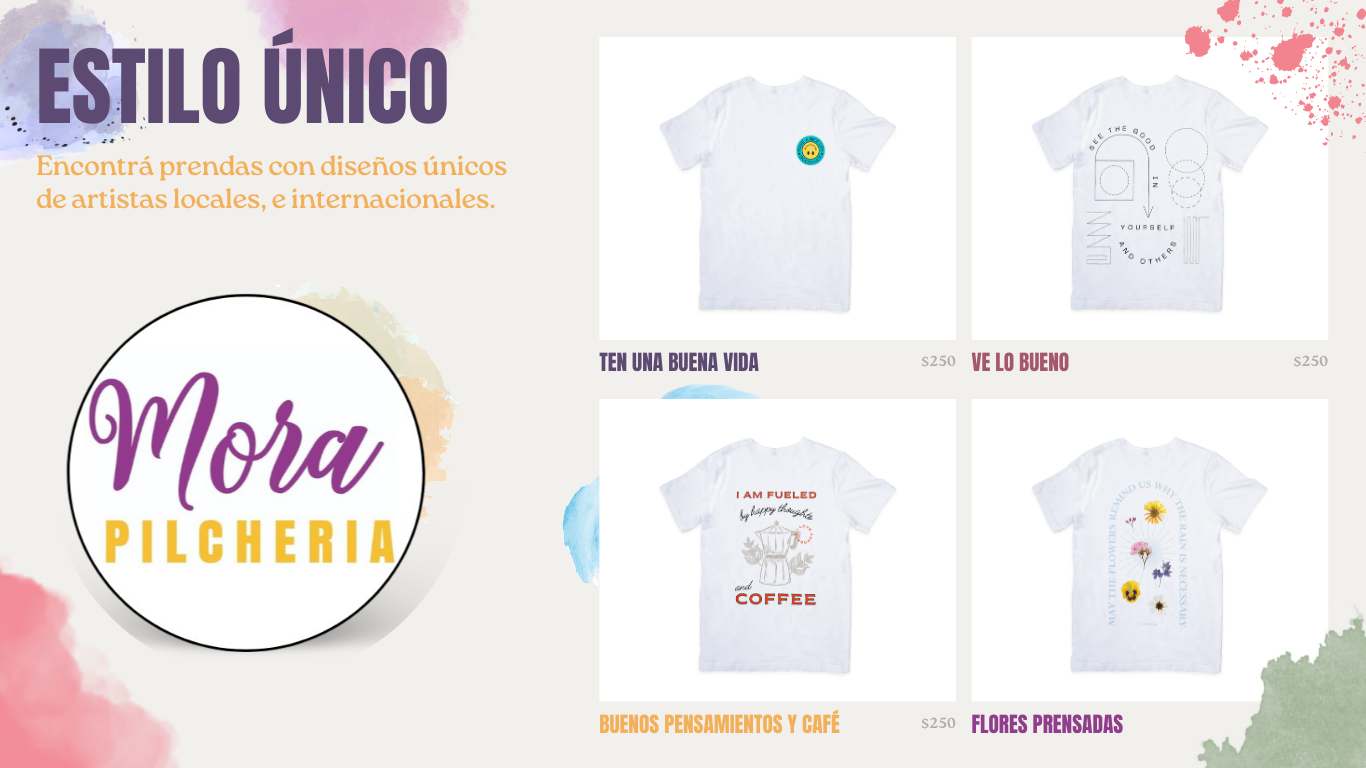 ESTILO ÚNICO
Encontrá prendas con diseños únicos
de artistas locales, e internacionales.
Mora
PILCHERIA
TEN UNA BUENA VIDA
$250
SEE THE GOOD
IN
YOURSELF
AND OTHERS
VE LO BUENO
$250
I AM FUELED
by happy thoughts
and
COFFEE
BUENOS PENSAMIENTOS Y CAFÉ
$250
MAY THE FLOWERS REMIND US WHY THE RAIN IS NECESSARY
FLORES PRENSADAS